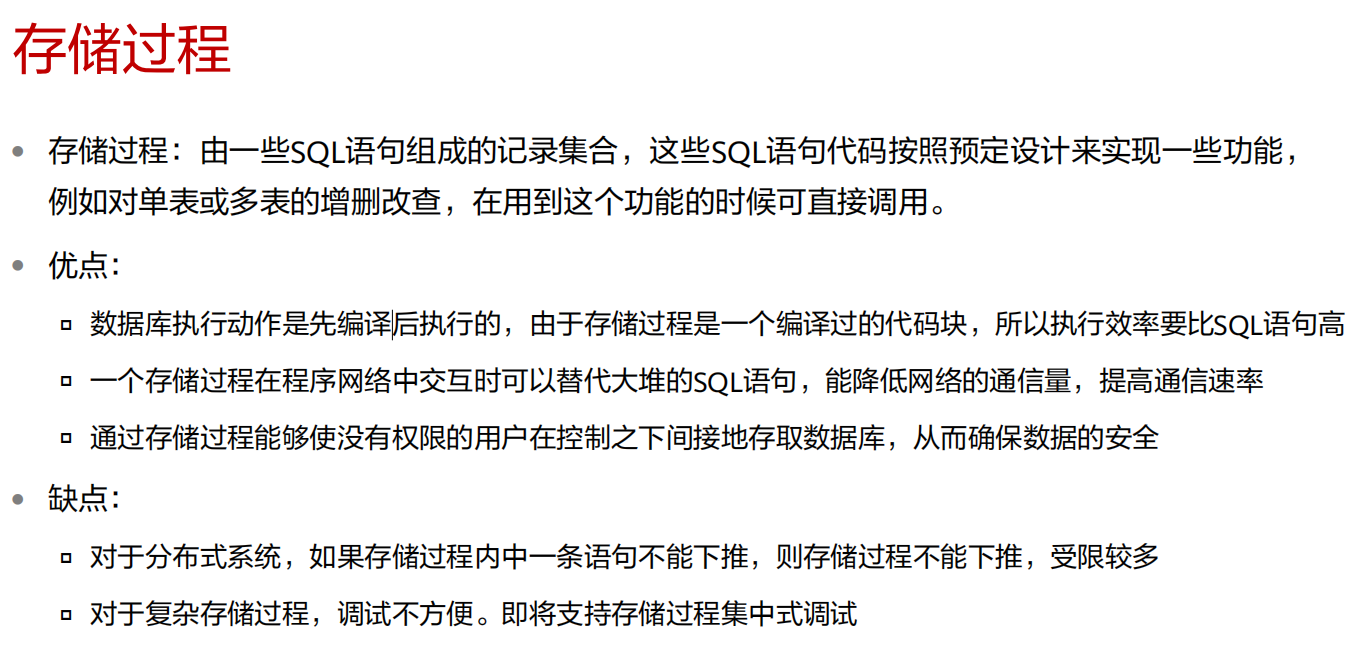 存储过程
存储过程：由一些SQL语句组成的记录集合，这些SQL语句代码按照预定设计来实现一些功能，
例如对单表或多表的增删改查，在用到这个功能的时候可直接调用。
优点：
数据库执行动作是先编译后执行的，由于存储过程是一个编译过的代码块，所以执行效率要比SQL语句高
一个存储过程在程序网络中交互时可以替代大堆的SQL语句，能降低网络的通信量，提高通信速率
通过存储过程能够使没有权限的用户在控制之下间接地存取数据库，从而确保数据的安全
缺点：
对于分布式系统，如果存储过程内中一条语句不能下推，则存储过程不能下推，受限较多
对于复杂存储过程，调试不方便。即将支持存储过程集中式调试